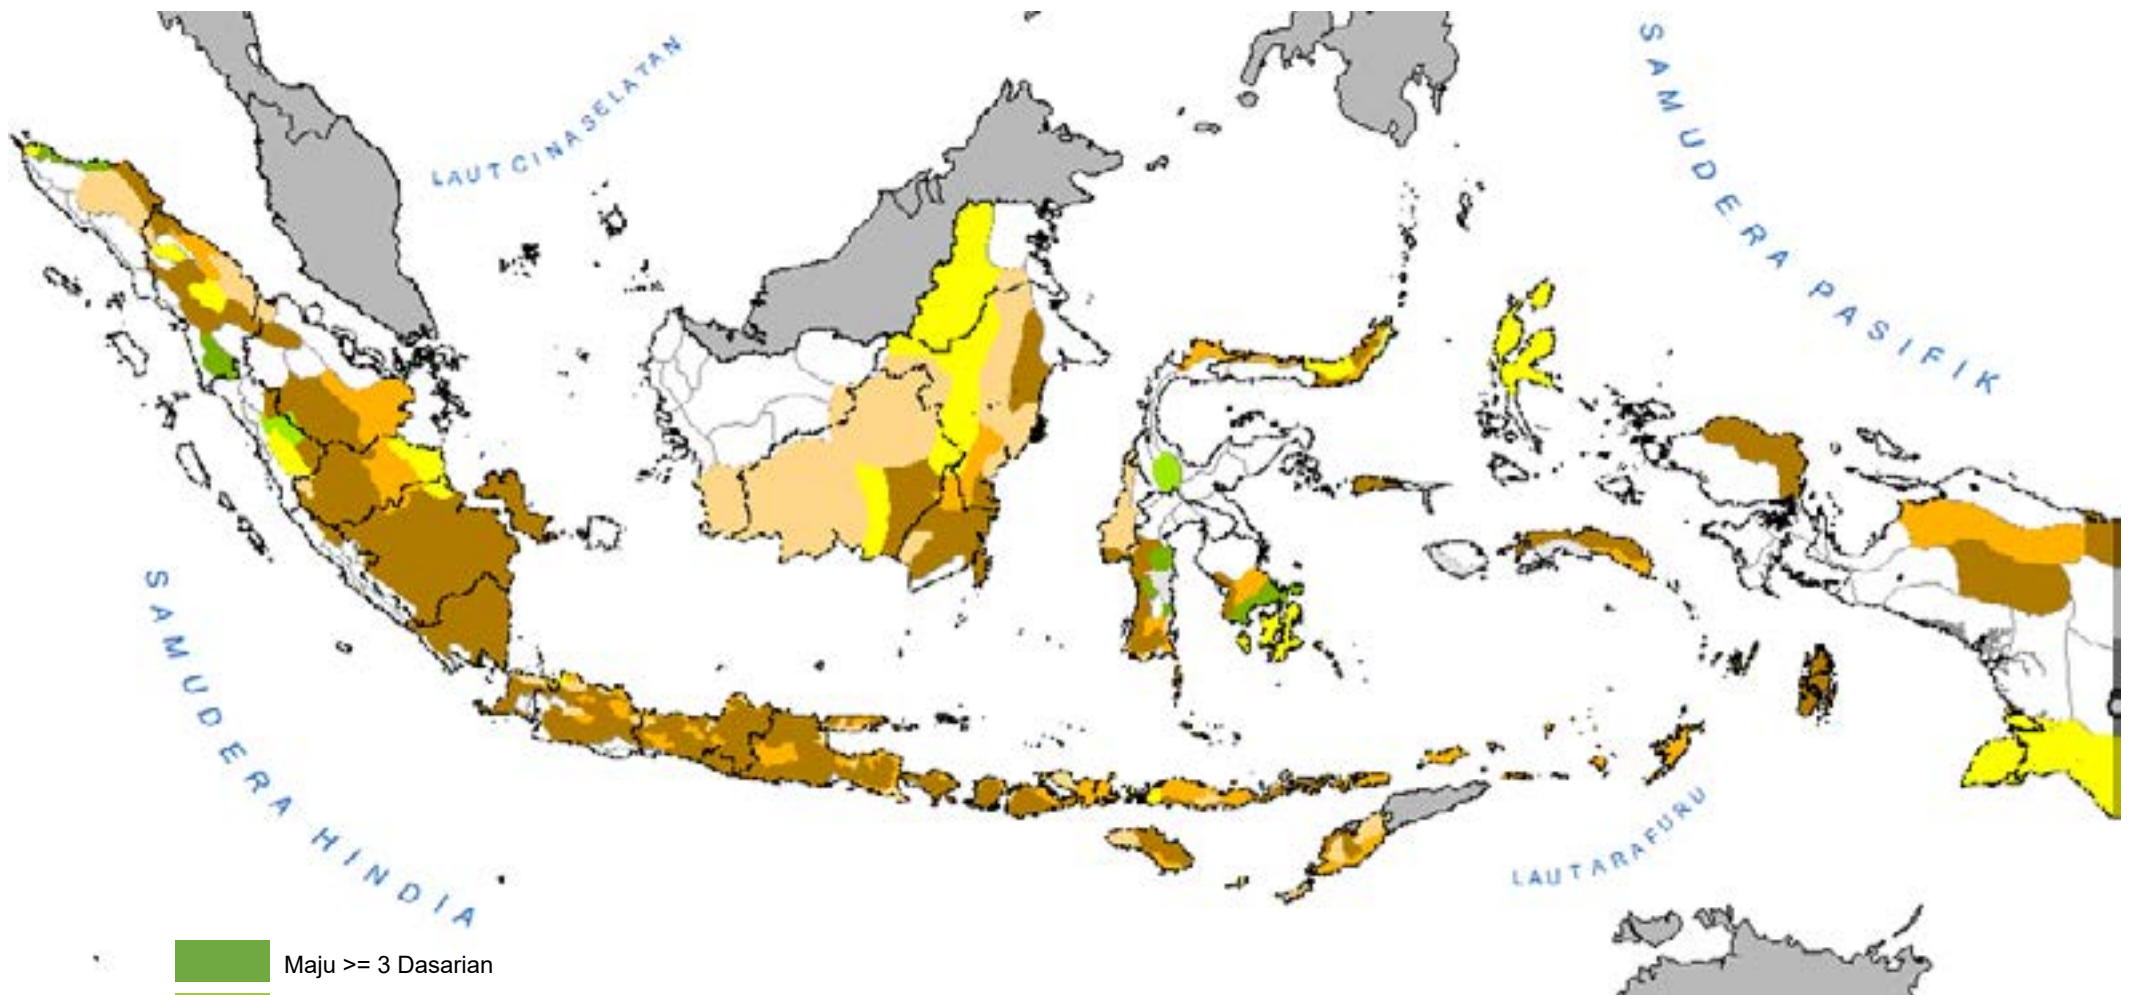 LAUT CINA SELATAN
SAMUDERA PASIFIK
SAMUDERA HINDIA
LAUT ARAFURU
Maju >= 3 Dasarian